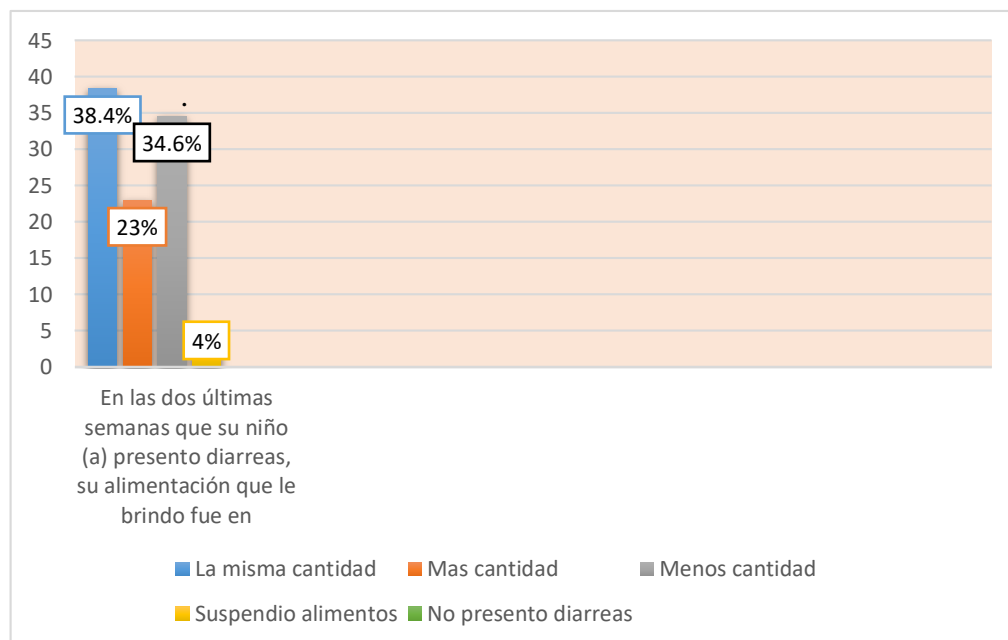 45
40
35
30
25
20
15
10
5
0
38.4%
23%
.
34.6%
4%
En las dos últimas
semanas que su niño
(a) presento diarreas,
su alimentación que le
brindo fue en
La misma cantidad
Mas cantidad
Menos cantidad
Suspendio alimentos
No presento diarreas